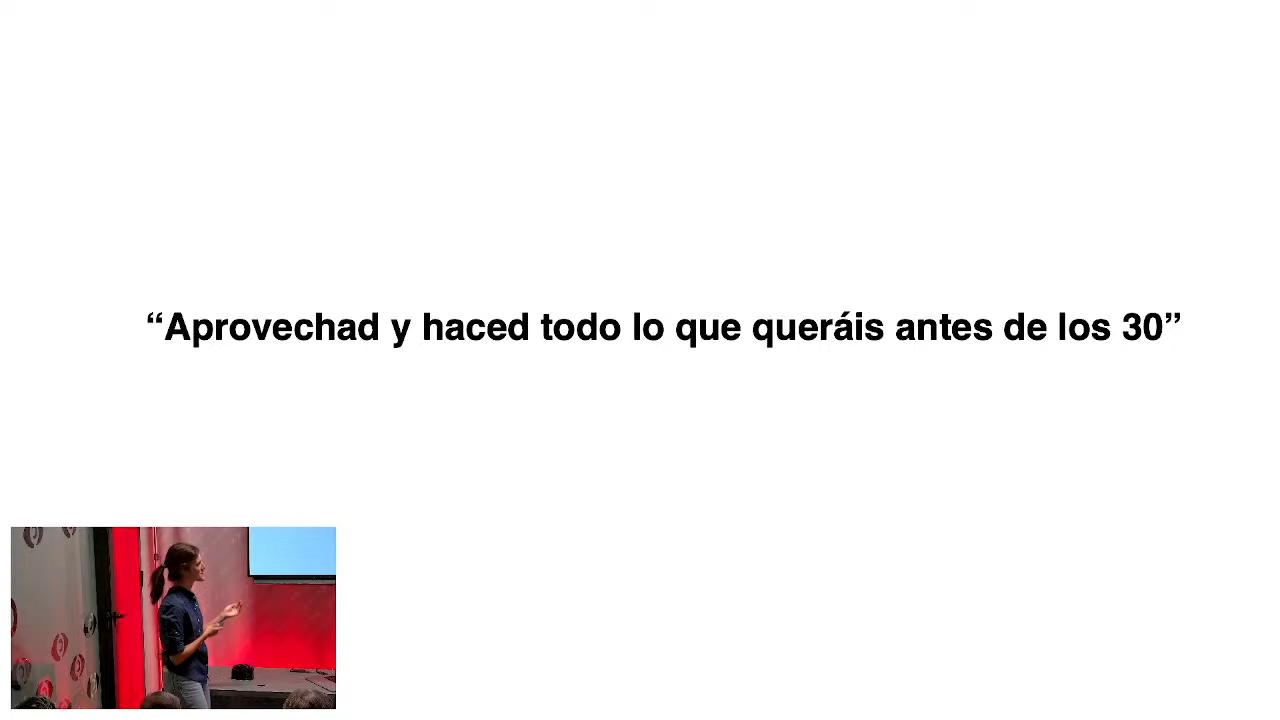 “Aprovechad y haced todo lo que queráis antes de los 30”